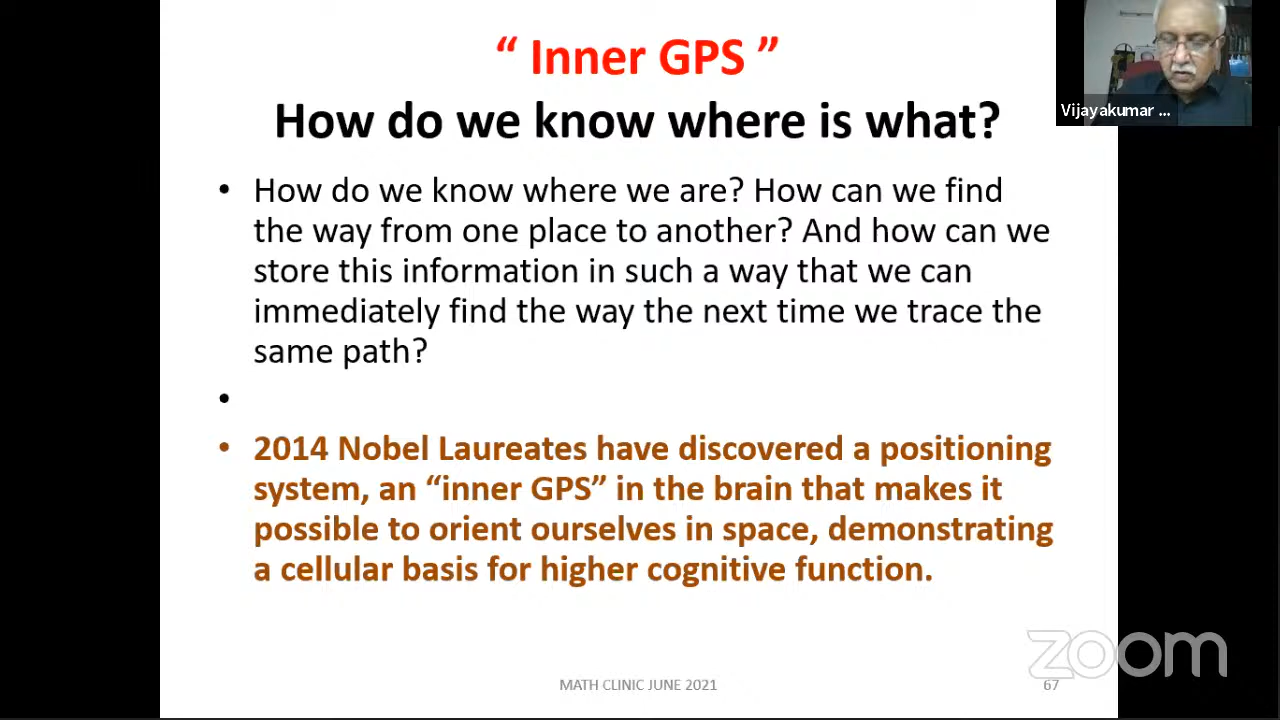 “ Inner GPS ”
How do we know where is what?
Vijayakumar ...
• How do we know where we are? How can we find
the way from one place to another? And how can we
store this information in such a way that we can
immediately find the way the next time we trace the
same path?
•
• 2014 Nobel Laureates have discovered a positioning
system, an “inner GPS” in the brain that makes it
possible to orient ourselves in space, demonstrating
a cellular basis for higher cognitive function.
zoom
MATH CLINIC JUNE 2021
67